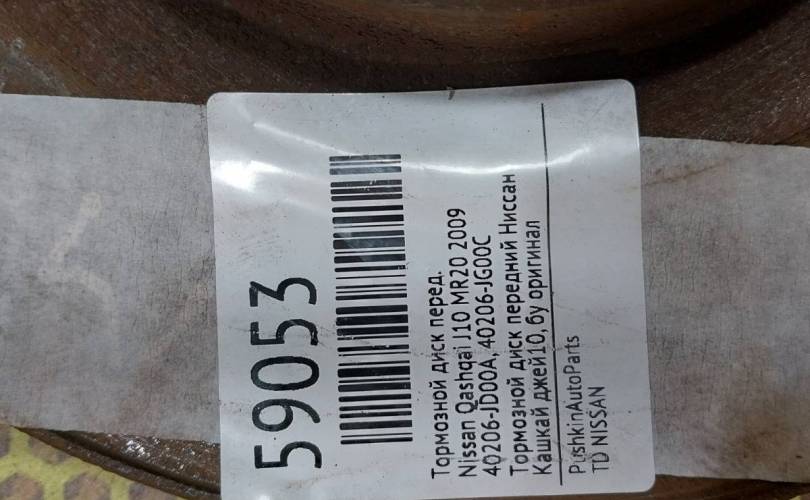 59053
Тормозной диск перед.
Nissan Qashqai J10 MR20 2009
40206-JD00A, 40206-JG00C
Тормозной диск передний Ниссан
Кашкай джей10, бу оригинал
PushkinAutoParts
TD NISSAN